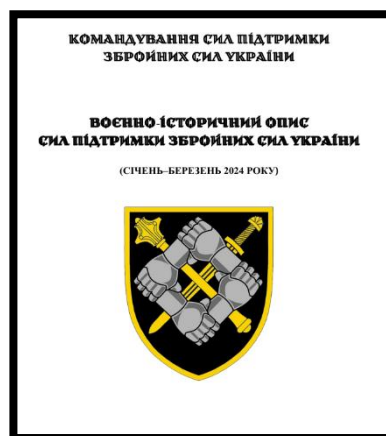 КОМАНДУВАННЯ СИЛ ПІДТРИМКИ
ЗБРОЙНИХ СИЛ УКРАЇНИ
ВОЄННО-ІСТОРИЧНИЙ ОПИС
СИЛ ПІДТРИМКИ ЗБРОЙНИХ СИЛ УКРАЇНИ
(СІЧЕНЬ–БЕРЕЗЕНЬ 2024 РОКУ)